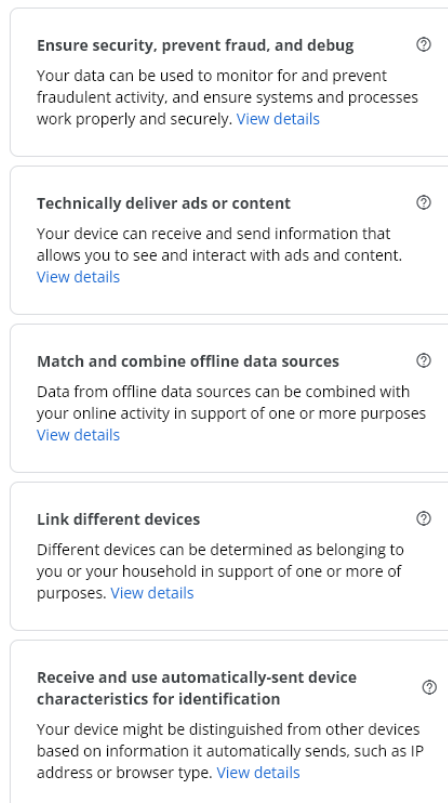 Ensure security, prevent fraud, and debug
Your data can be used to monitor for and prevent
fraudulent activity, and ensure systems and processes
work properly and securely. View details
Technically deliver ads or content
Your device can receive and send information that
allows you to see and interact with ads and content.
View details
Match and combine offline data sources
Data from offline data sources can be combined with
your online activity in support of one or more purposes
View details
Link different devices
Different devices can be determined as belonging to
you or your household in support of one or more of
purposes. View details
Receive and use automatically-sent device
characteristics for identification
Your device might be distinguished from other devices
based on information it automatically sends, such as IP
address or browser type. View details